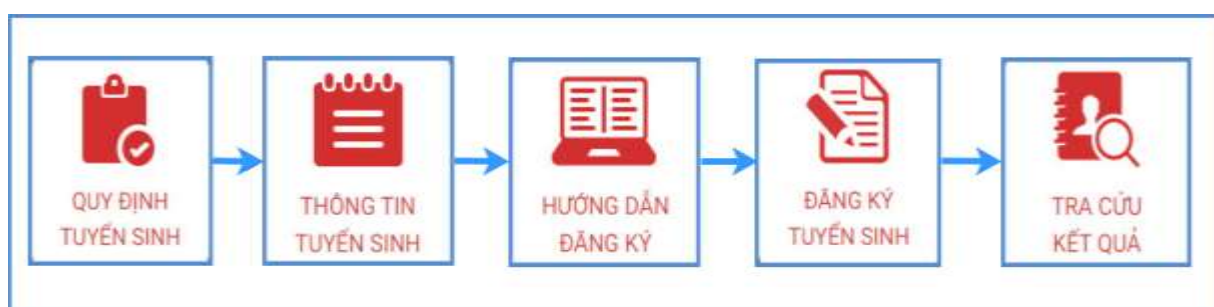 QUY ĐỊNH
TUYỂN SINH
THÔNG TIN
TUYỂN SINH
HƯỚNG DẪN
ĐĂNG KÝ
ĐĂNG KÝ
TUYỂN SINH
TRA CỨU
KẾT QUẢ